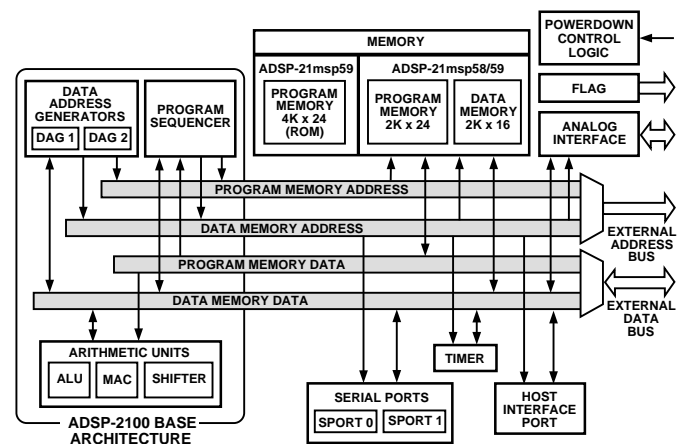 POWERDOWN
CONTROL
LOGIC
MEMORY
ADSP-21msp59
ADSP-21msp58/59
PROGRAM
MEMORY
4K x 24
(ROM)
PROGRAM
MEMORY
2K x 24
DATA
MEMORY
2K x 16
FLAG
ANALOG
INTERFACE
DATA
ADDRESS
GENERATORS
DAG 1
DAG 2
PROGRAM
SEQUENCER
PROGRAM MEMORY ADDRESS
DATA MEMORY ADDRESS
EXTERNAL
ADDRESS
BUS
PROGRAM MEMORY DATA
DATA MEMORY DATA
EXTERNAL
DATA
BUS
ARITHMETIC UNITS
ALU
MAC
SHIFTER
TIMER
SERIAL PORTS
SPORT 0
SPORT 1
HOST
INTERFACE
PORT
ADSP-2100 BASE
ARCHITECTURE